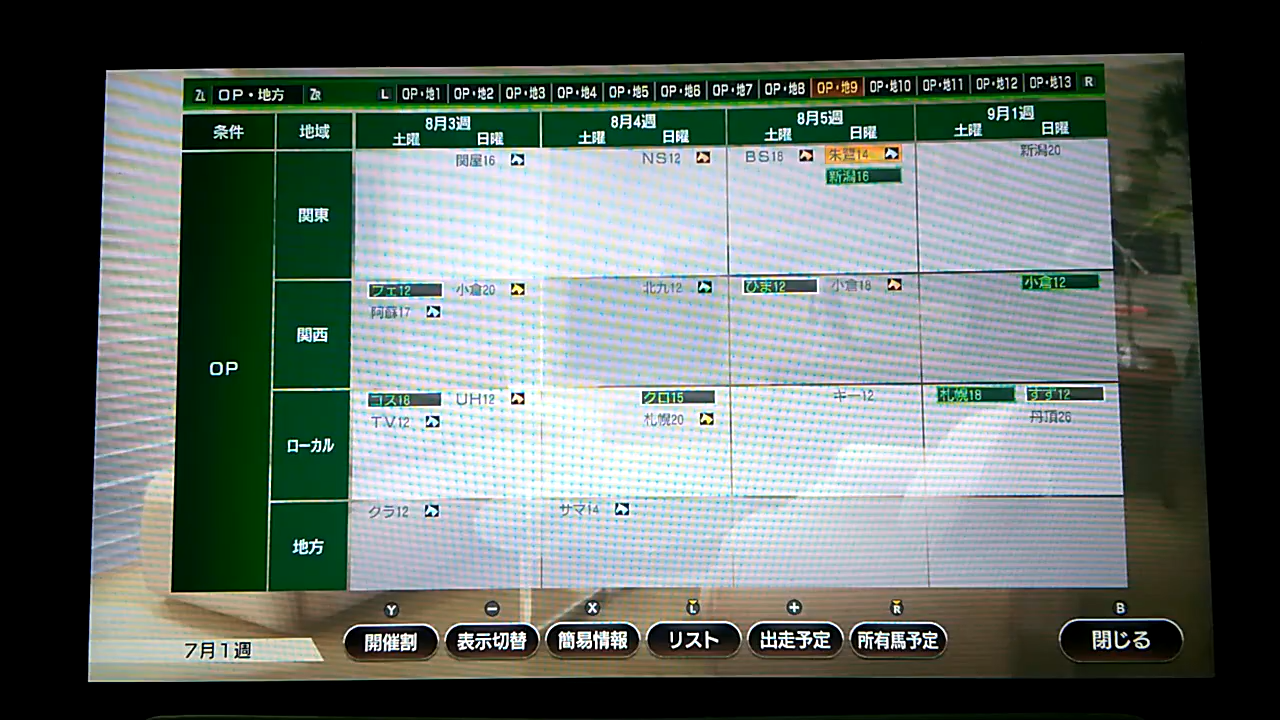 ZL OP・地方 ZR L OP・地1 OP・地2 OP・地3 OP・地4 OP・地5 OP・地6 OP・地7 OP・地8 OP・地9 OP・地10 OP・地11 OP・地12 OP・地13 R
条件 地域 8月3週 8月4週 8月5週 9月1週
土曜 日曜 土曜 日曜 土曜 日曜 土曜 日曜
OP
関東
関屋16 NS12 BS18 朱鷺14 新潟20
新潟16
関西
フェ12 小倉20 北九12 ひま12 小倉18 小倉12
阿蘇17
ローカル
コス18 UH12 クロ15 キー12 札幌18 すず12
TV12 札幌20 丹頂26
地方
クラ12 サマ14
Y − X L + R B
7月1週 開催割 表示切替 簡易情報 リスト 出走予定 所有馬予定 閉じる